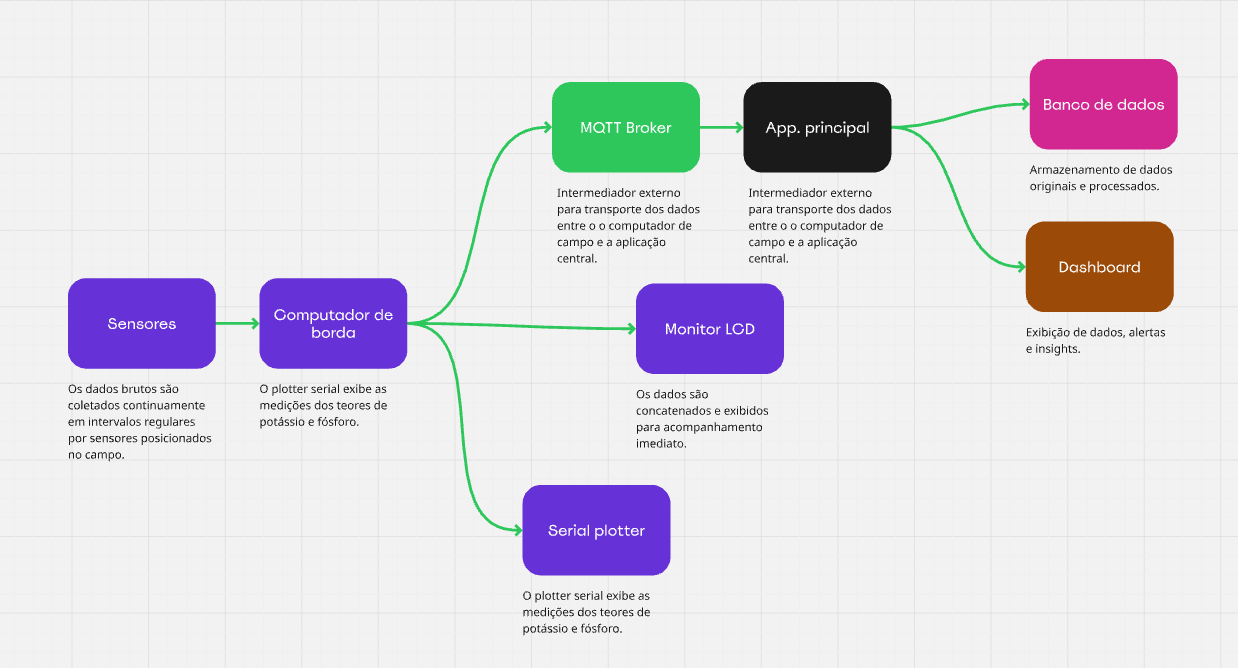 MQTT Broker
Intermediador externo
para transporte dos dados
entre o o computador de
campo e a aplicação
central.
App. principal
Intermediador externo
para transporte dos dados
entre o o computador de
campo e a aplicação
central.
Banco de dados
Armazenamento de dados
originais e processados.
Dashboard
Exibição de dados, alertas
e ínsights.
Sensores
Os dados brutos são
coletados continuamente
em intervalos regulares
por sensores posicionados
no campo.
Computador de
borda
O plotter serial exibe as
medições dos teores de
potássio e fósforo.
Monitor LCD
Os dados são
concatenados e exibidos
para acompanhamento
imediato.
Serial plotter
O plotter serial exibe as
medições dos teores de
potássio e fósforo.